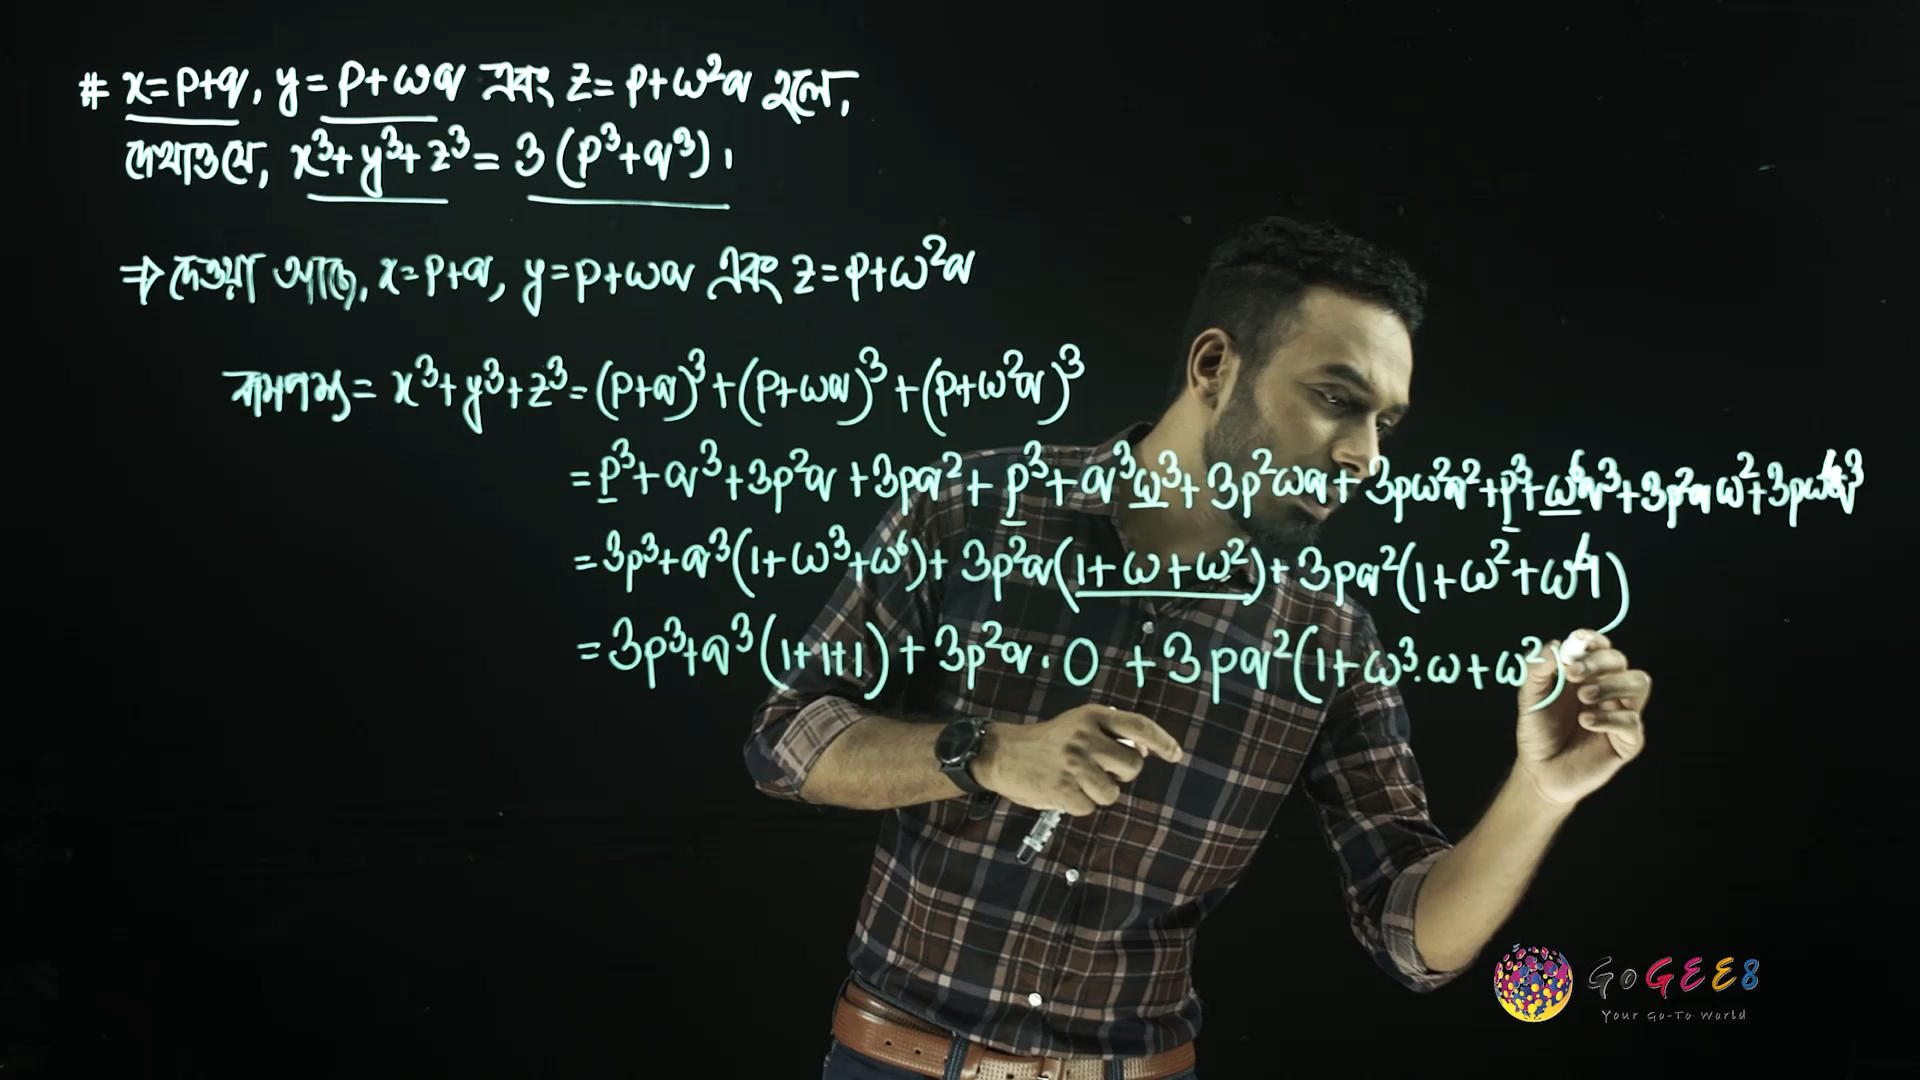 # x=p+q, y=p+ωq এবং z=p+ω²q হলে,
দেখাও যে, x³+y³+z³=3(p³+q³)।
⇒ দেওয়া আছে, x=p+q, y=p+ωq এবং z=p+ω²q
বামপক্ষ = x³+y³+z³=(p+q)³+(p+ωq)³+(p+ω²q)³
=p³+q³+3p²q+3pq²+p³+q³ω³+3p²ωq+3pω²q²+p³+ω⁶q³+3p²qω²
=3p³+q³(1+ω³+ω⁶)+3p²q(1+ω+ω²)+3pq²(1+ω²+ω⁴)
=3p³+q³(1+1+1)+3p²q·0+3pq²(1+ω³·ω+ω²)
GoGEE8
Your Go-To World